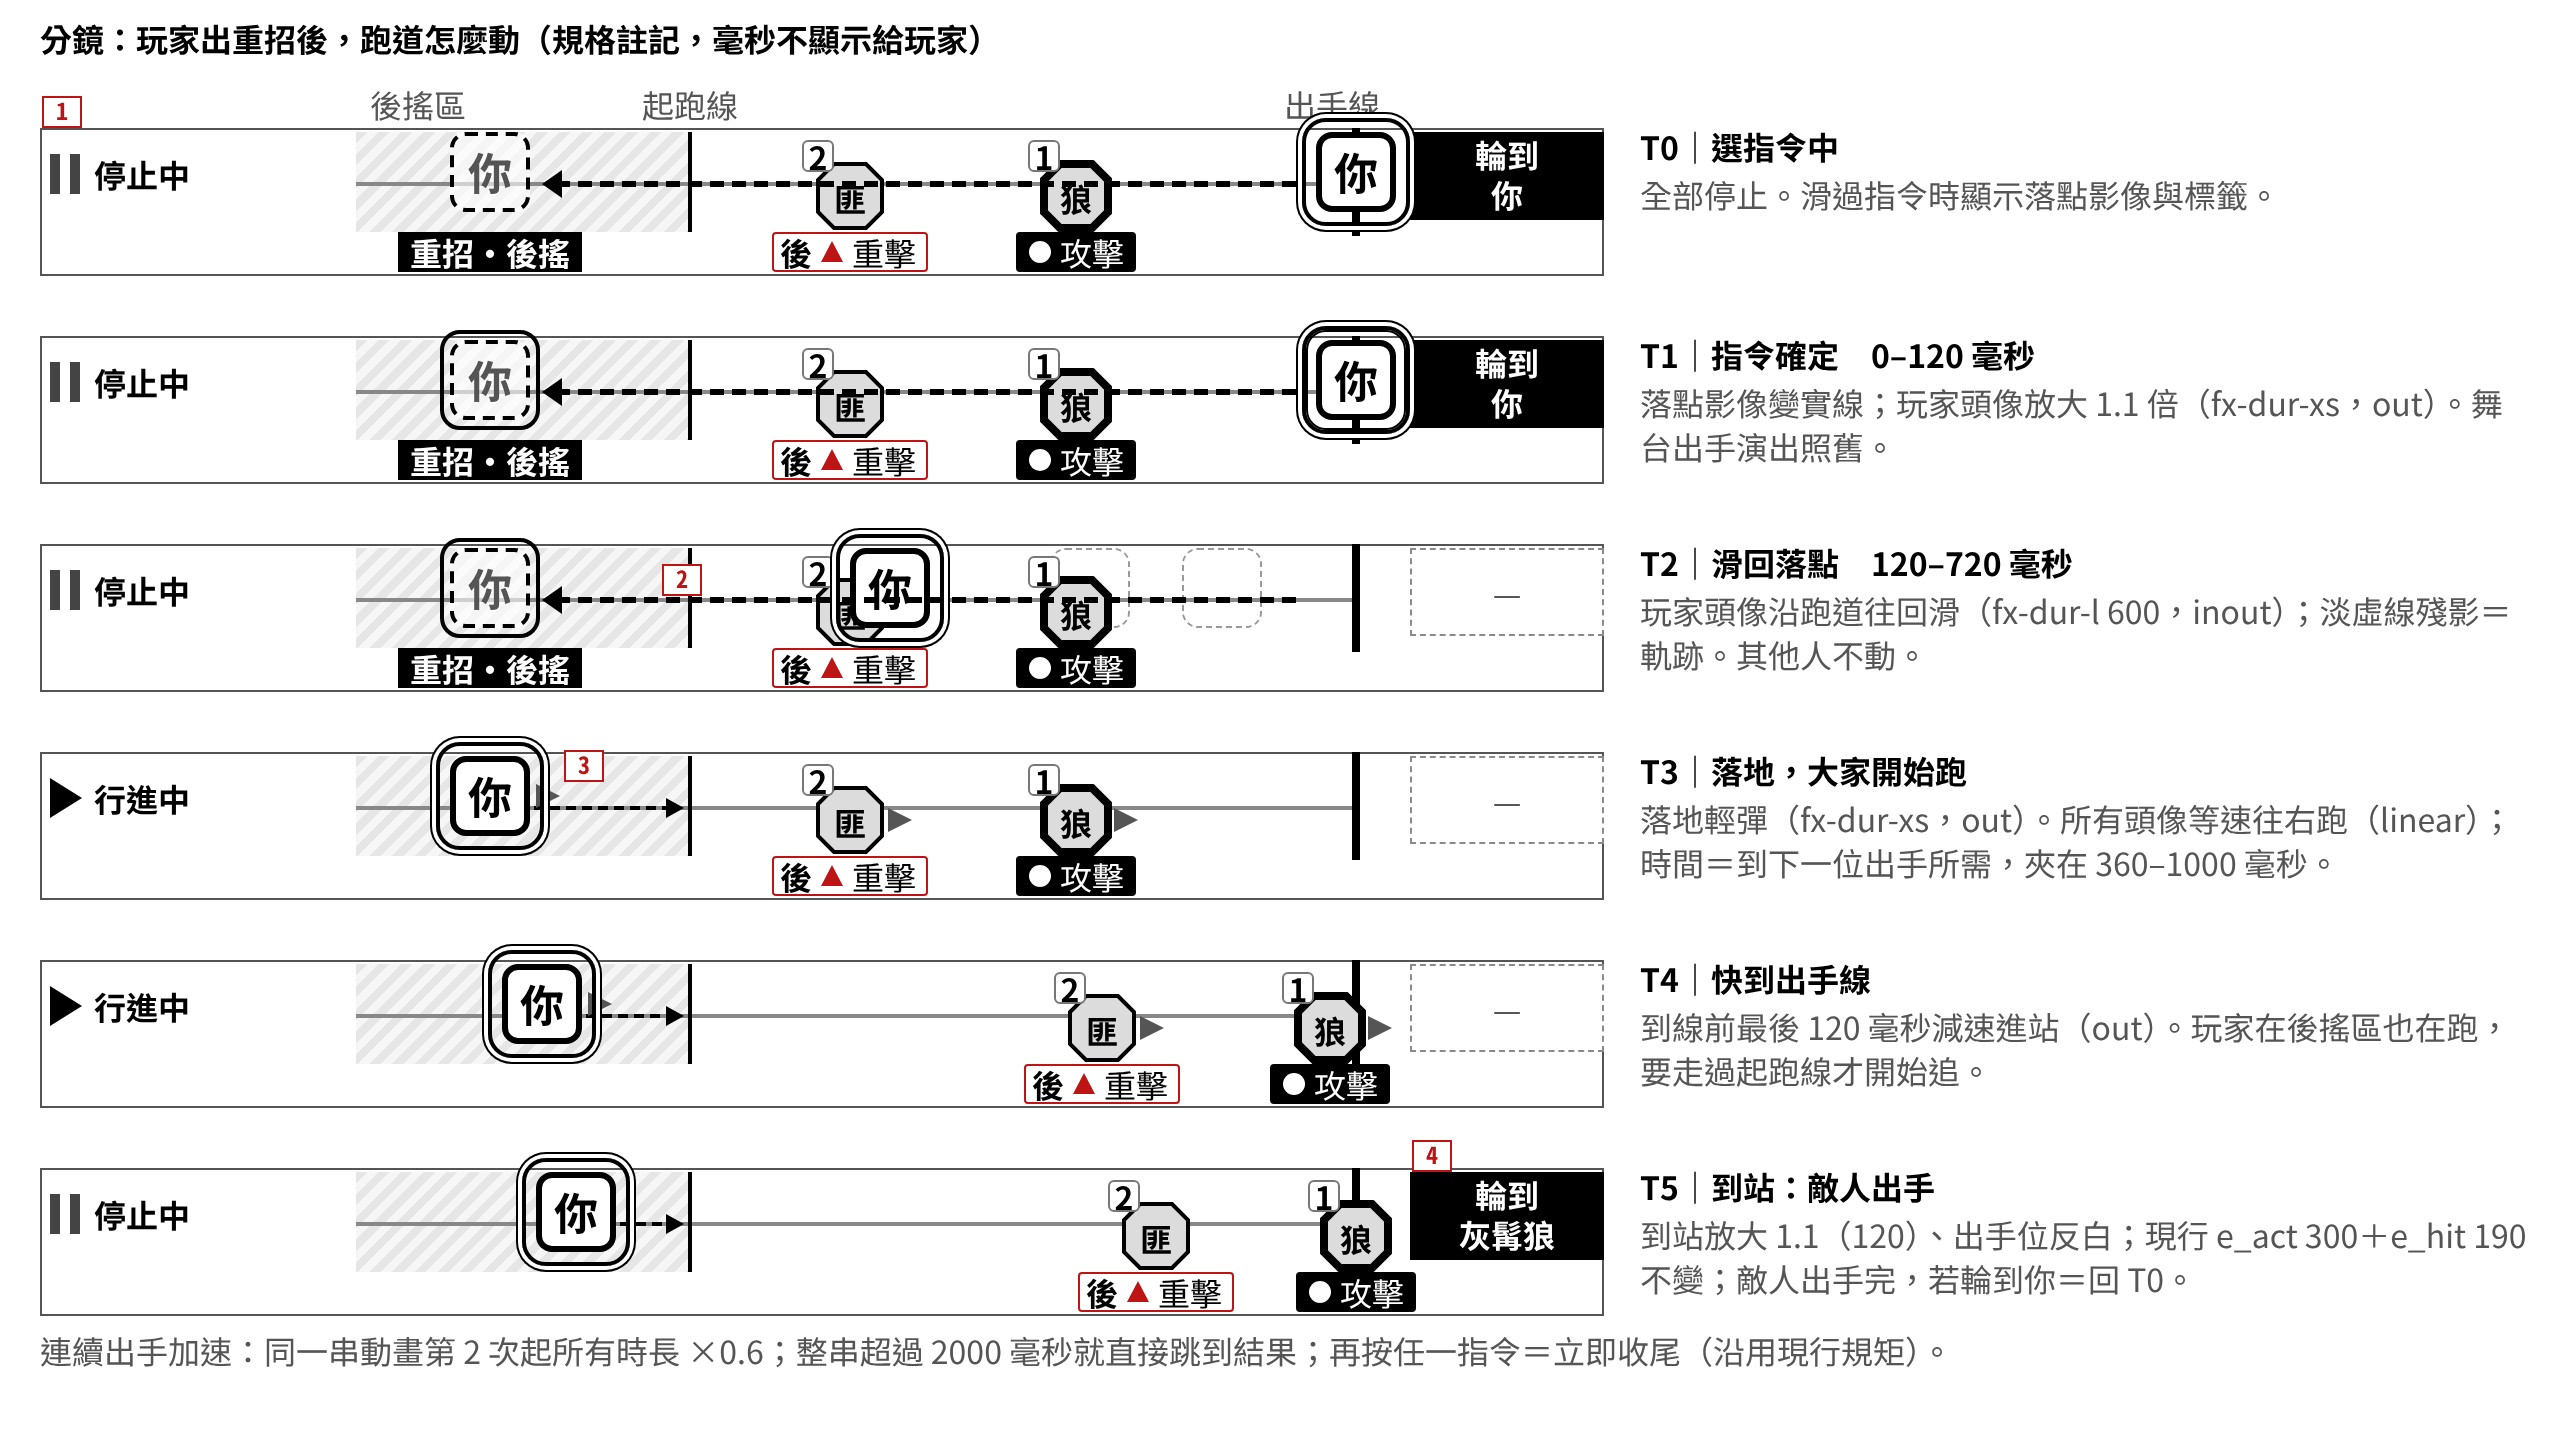 分鏡：玩家出重招後，跑道怎麼動（規格註記，毫秒不顯示給玩家）
1
後搖區
起跑線
出手線
停止中
你
2
匪
1
狼
你
輪到
你
重招・後搖
後▲重擊
●攻擊
T0｜選指令中
全部停止。滑過指令時顯示落點影像與標籤。
停止中
你
2
匪
1
狼
你
輪到
你
重招・後搖
後▲重擊
●攻擊
T1｜指令確定　0–120 毫秒
落點影像變實線；玩家頭像放大 1.1 倍（fx-dur-xs，out）。舞
台出手演出照舊。
停止中
你
2
2
匪
你
1
狼
—
重招・後搖
後▲重擊
●攻擊
T2｜滑回落點　120–720 毫秒
玩家頭像沿跑道往回滑（fx-dur-l 600，inout）；淡虛線殘影＝
軌跡。其他人不動。
行進中
你
3
2
匪
1
狼
—
後▲重擊
●攻擊
T3｜落地，大家開始跑
落地輕彈（fx-dur-xs，out）。所有頭像等速往右跑（linear）；
時間＝到下一位出手所需，夾在 360–1000 毫秒。
行進中
你
2
匪
1
狼
—
後▲重擊
●攻擊
T4｜快到出手線
到線前最後 120 毫秒減速進站（out）。玩家在後搖區也在跑，
要走過起跑線才開始追。
停止中
你
2
匪
1
狼
4
輪到
灰髯狼
後▲重擊
●攻擊
T5｜到站：敵人出手
到站放大 1.1（120）、出手位反白；現行 e_act 300＋e_hit 190
不變；敵人出手完，若輪到你＝回 T0。
連續出手加速：同一串動畫第 2 次起所有時長 ×0.6；整串超過 2000 毫秒就直接跳到結果；再按任一指令＝立即收尾（沿用現行規矩）。